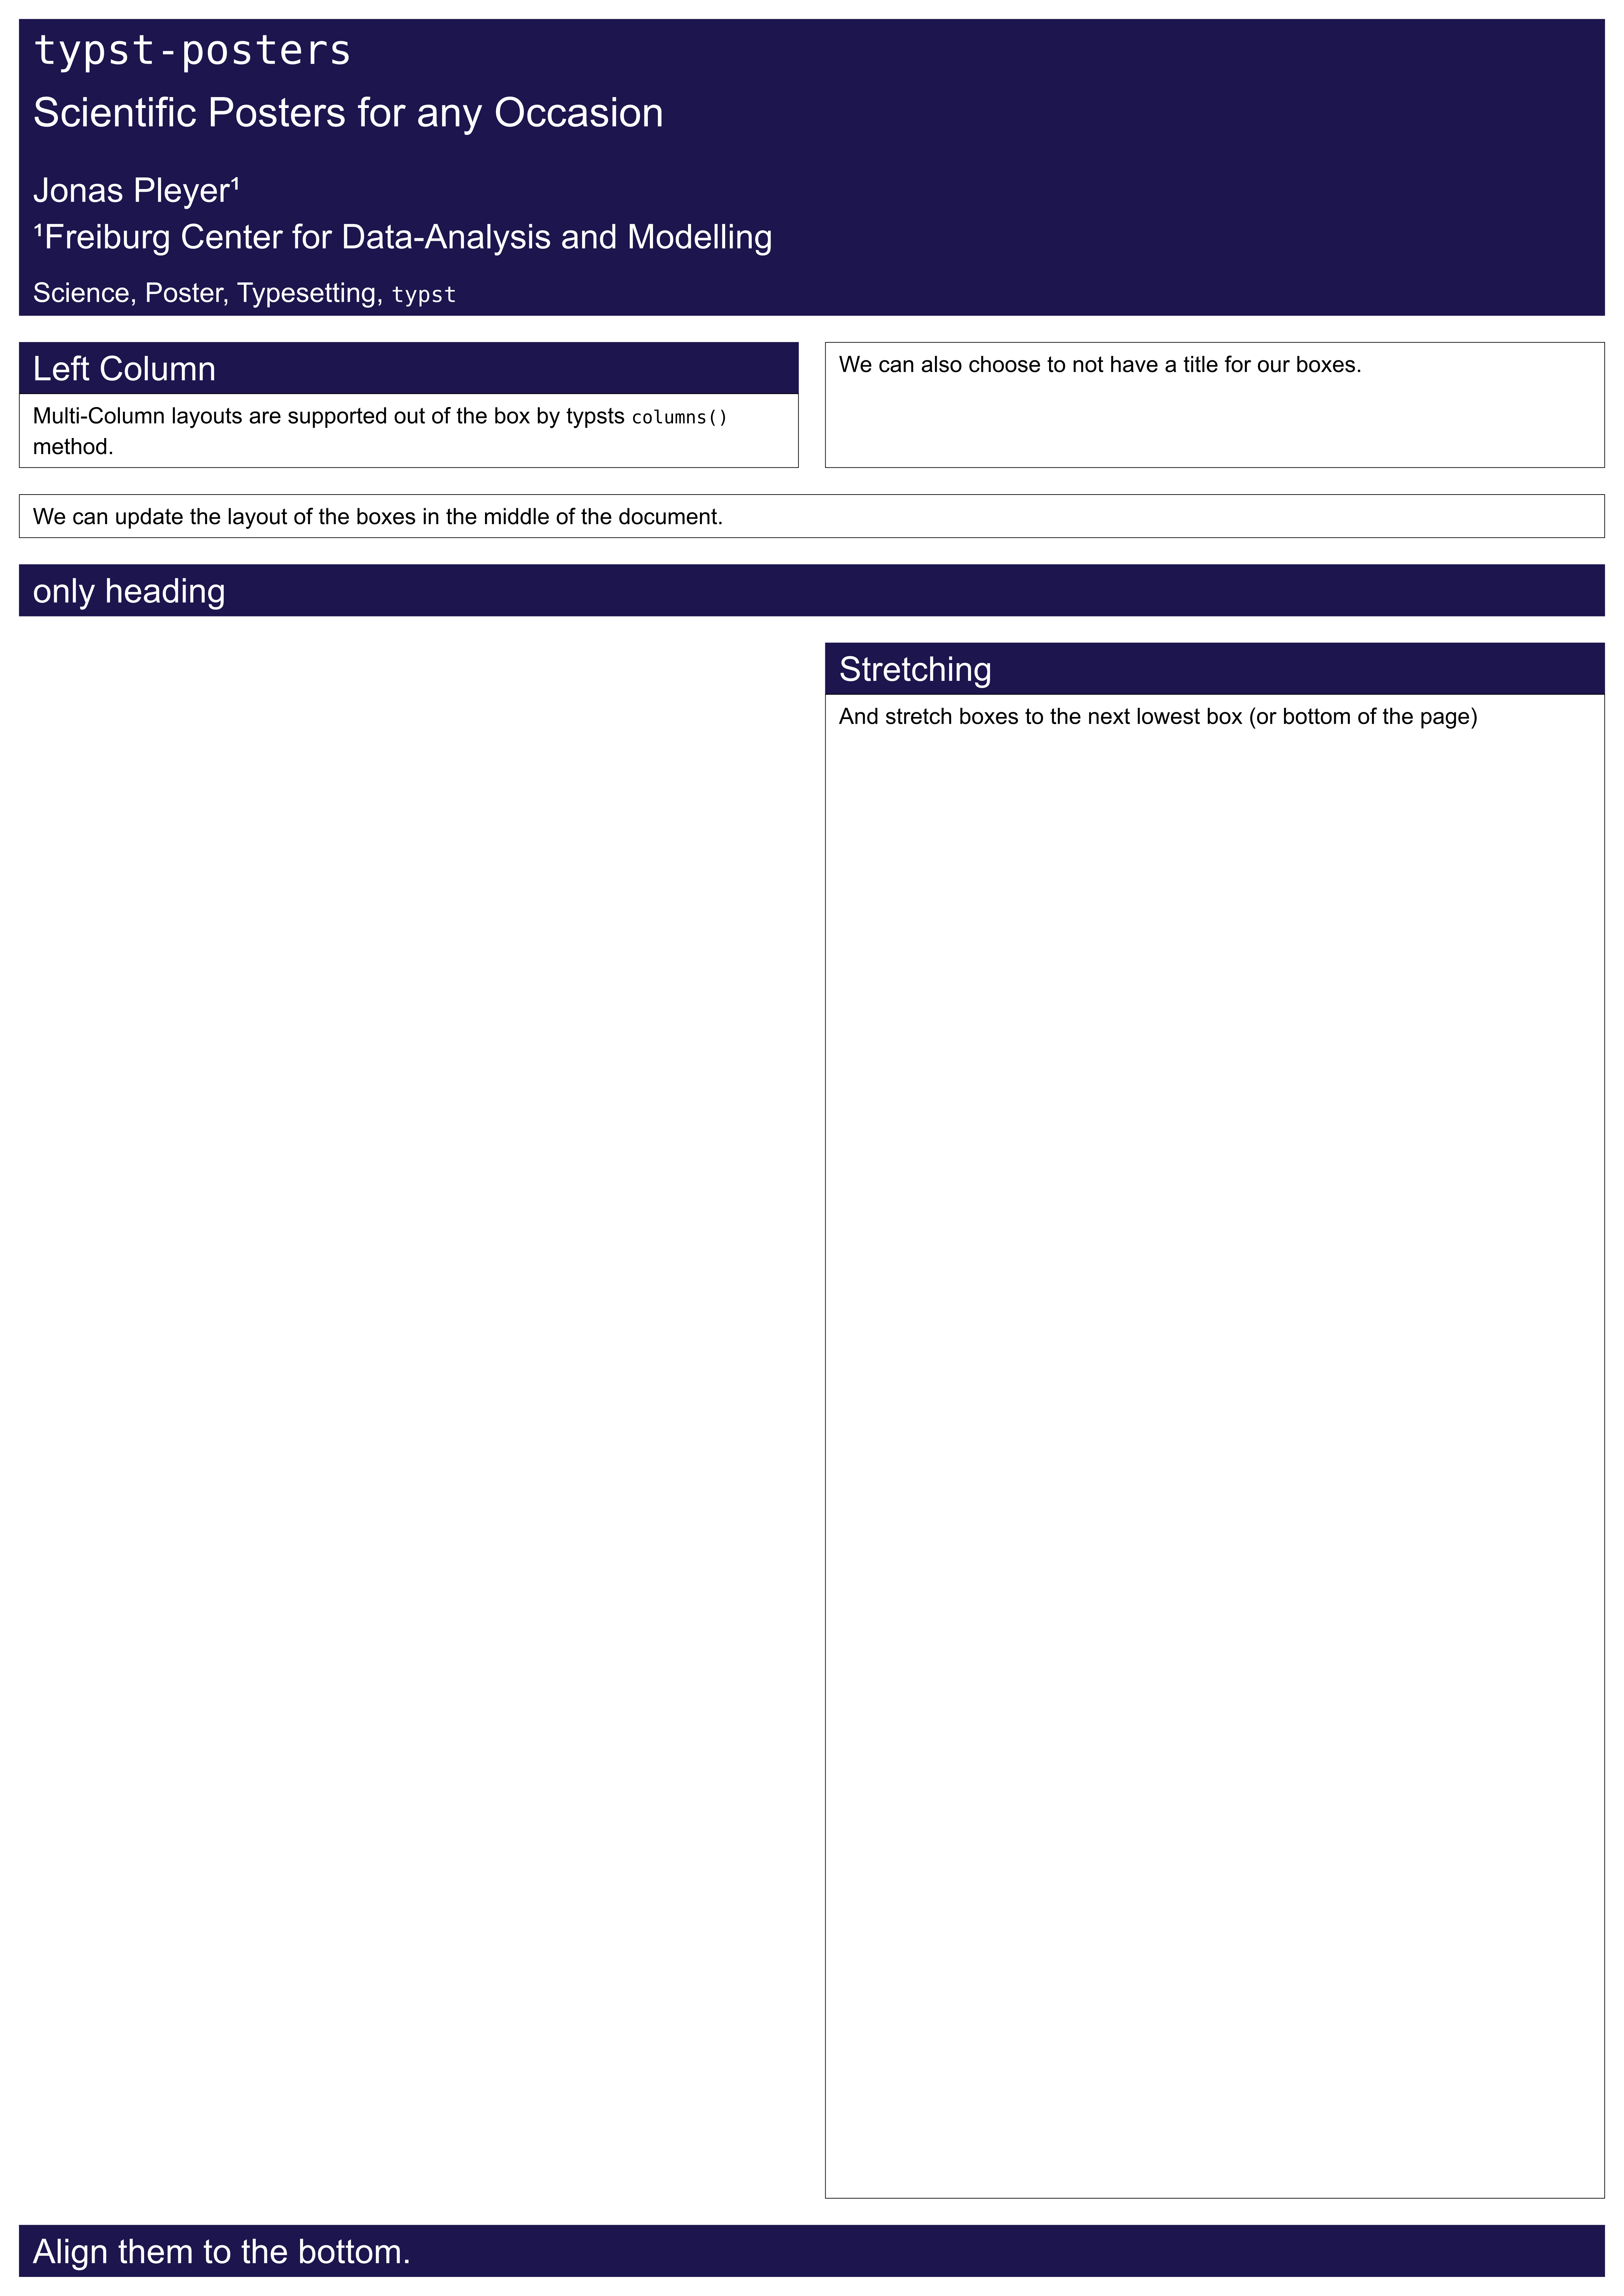 typst-posters
Scientific Posters for any Occasion
Jonas Pleyer¹
¹Freiburg Center for Data-Analysis and Modelling
Science, Poster, Typesetting, typst
Left Column
Multi-Column layouts are supported out of the box by typsts columns()
method.
We can also choose to not have a title for our boxes.
We can update the layout of the boxes in the middle of the document.
only heading
Stretching
And stretch boxes to the next lowest box (or bottom of the page)
Align them to the bottom.